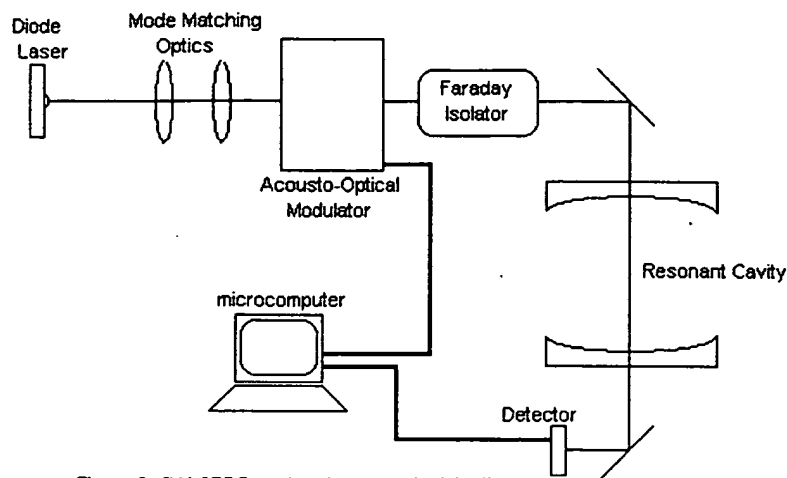 Diode
Laser
Mode Matching
Optics
Faraday
Isolator
Acousto-Optical
Modulator
Resonant Cavity
microcomputer
Detector